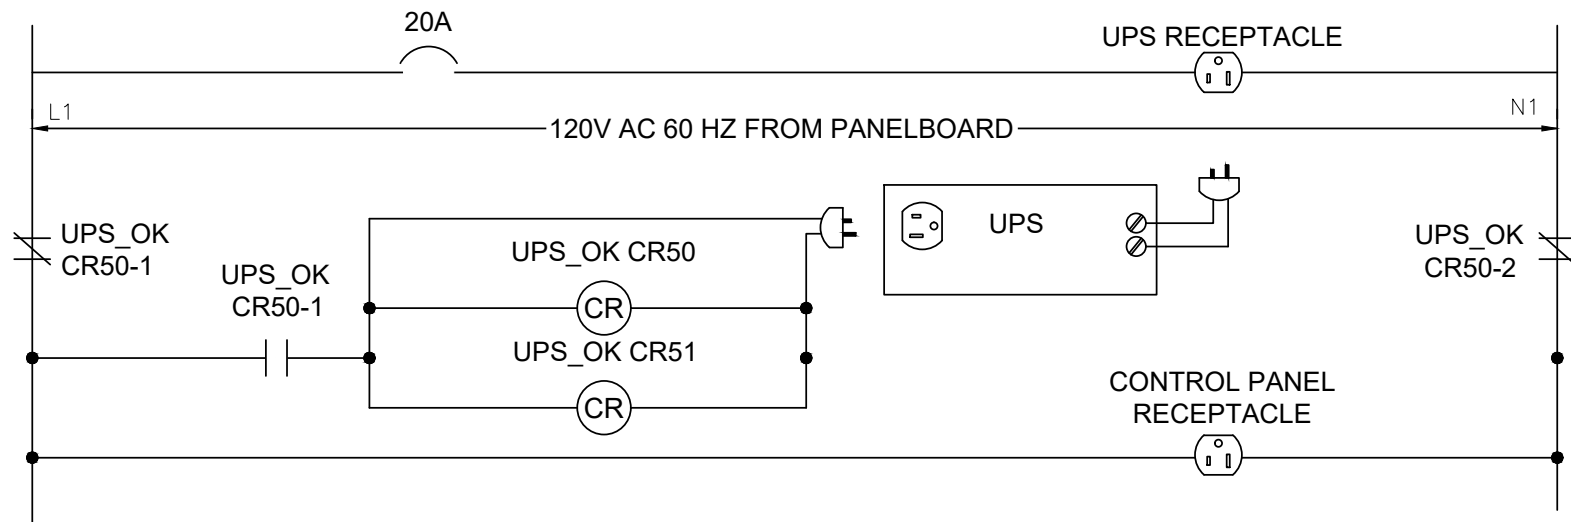 20A
UPS RECEPTACLE
L1
N1
120V AC 60 HZ FROM PANELBOARD
UPS_OK
CR50-1
UPS_OK
CR50-1
UPS_OK CR50
CR
UPS_OK CR51
CR
UPS
UPS_OK
CR50-2
CONTROL PANEL
RECEPTACLE